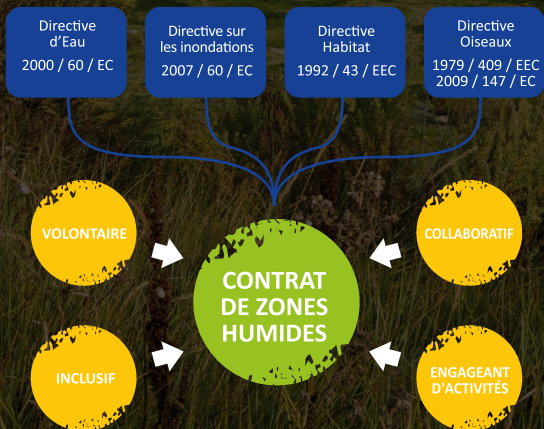 Directive
d'Eau
2000 / 60 / EC
Directive sur
les inondations
2007 / 60 / EC
Directive
Habitat
1992 / 43 / EEC
Directive
Oiseaux
1979 / 409 / EEC
2009 / 147 / EC
VOLONTAIRE
COLLABORATIF
CONTRAT
DE ZONES
HUMIDES
INCLUSIF
ENGAGEANT
D'ACTIVITÉS